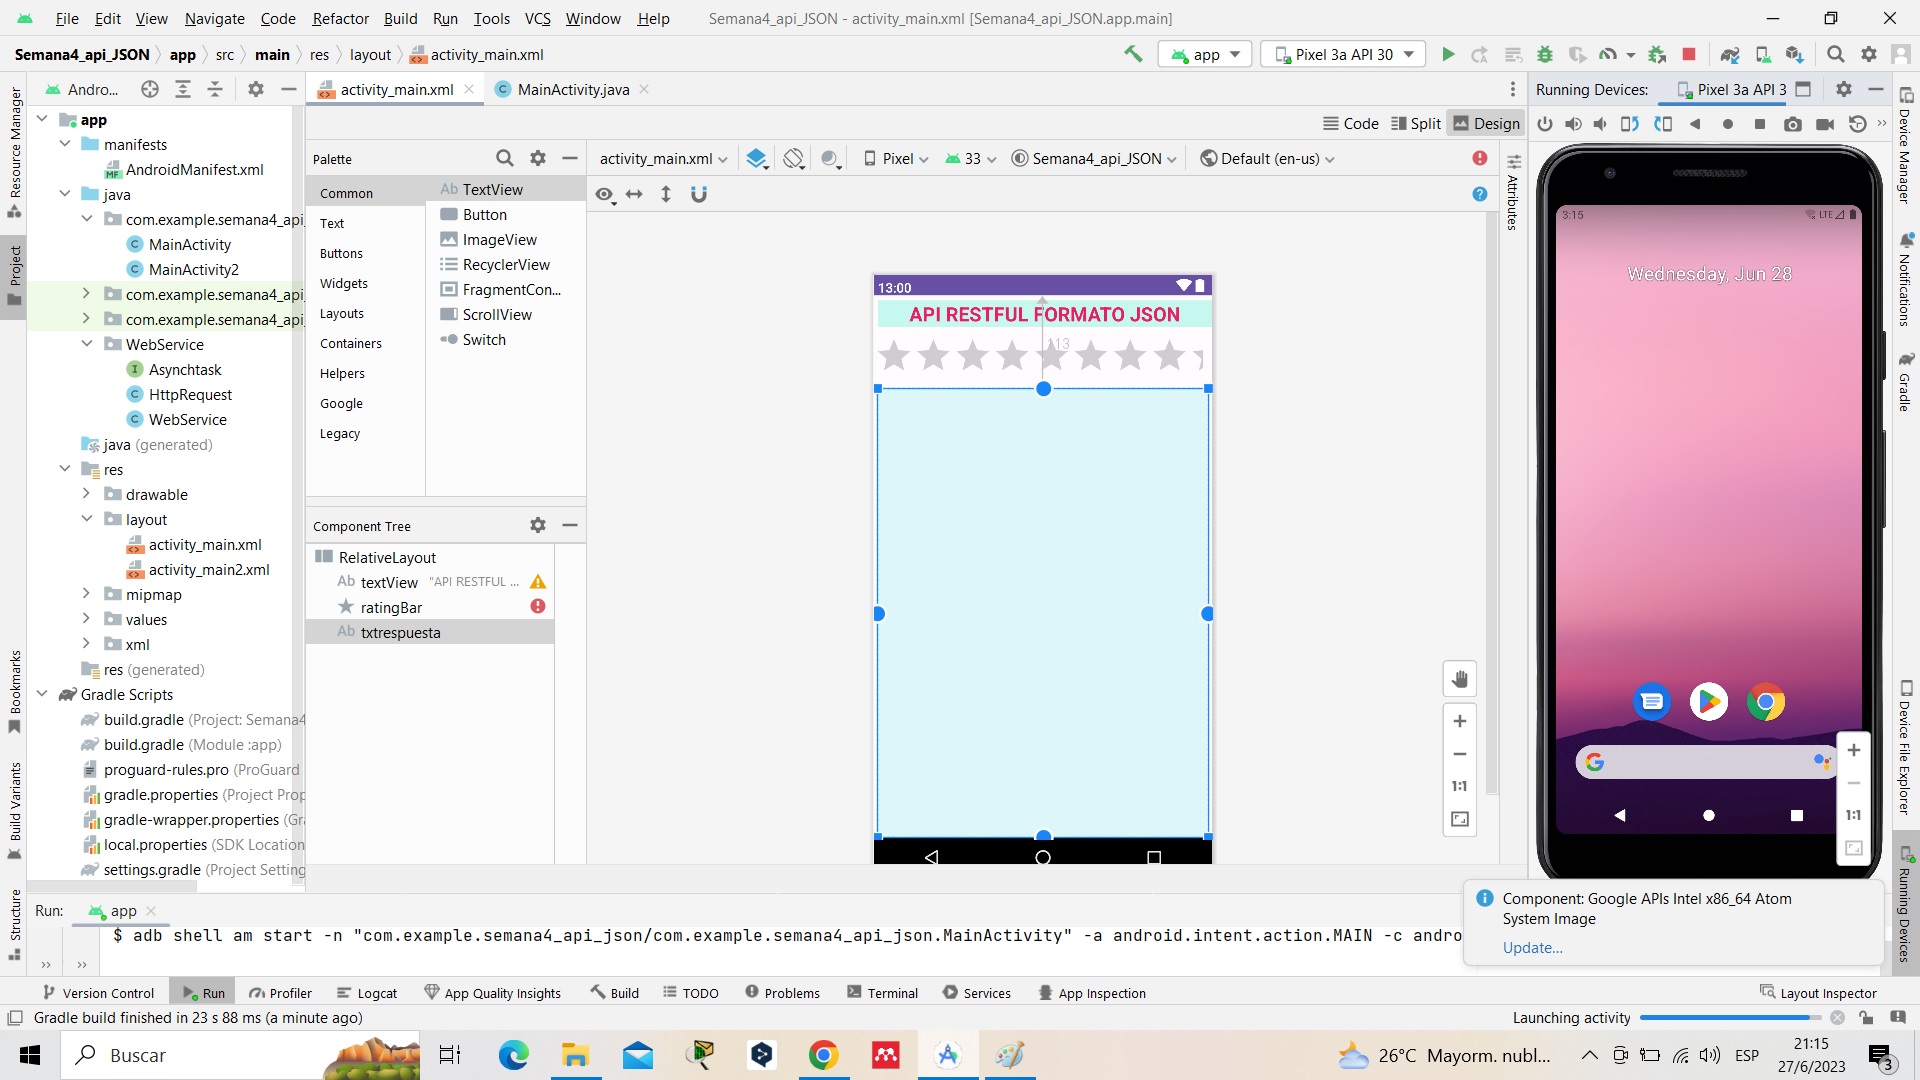 File Edit View Navigate Code Refactor Build Run Tools VCS Window Help Semana4_api_JSON - activity_main.xml [Semana4_api_JSON.app.main]
Semana4_api_JSON app src main res layout activity_main.xml app Pixel 3a API 30
Andro... activity_main.xml MainActivity.java Running Devices: Pixel 3a API 3
Code Split Design
Palette activity_main.xml Pixel 33 Semana4_api_JSON Default (en-us)
Common
Text
Buttons
Widgets
Layouts
Containers
Helpers
Google
Legacy
Ab TextView
Button
ImageView
RecyclerView
FragmentCon...
ScrollView
Switch
app
manifests
MF AndroidManifest.xml
java
com.example.semana4_api
C MainActivity
C MainActivity2
com.example.semana4_api
com.example.semana4_api
WebService
I Asynchtask
C HttpRequest
C WebService
java (generated)
res
drawable
layout
activity_main.xml
activity_main2.xml
mipmap
values
xml
res (generated)
Gradle Scripts
build.gradle (Project: Semana4
build.gradle (Module :app)
proguard-rules.pro (ProGuard
gradle.properties (Project Prop
gradle-wrapper.properties (Gra
local.properties (SDK Location
settings.gradle (Project Setting
Component Tree
RelativeLayout
Ab textView "API RESTFUL ...
ratingBar
Ab txtrespuesta
13:00
API RESTFUL FORMATO JSON
113
1:1
Attributes
3:15 LTE
Wednesday, Jun 28
1:1
Resource Manager
Project
Bookmarks
Build Variants
Structure
Device Manager
Notifications
Gradle
Device File Explorer
Running Devices
Run: app
$ adb shell am start -n "com.example.semana4_api_json/com.example.semana4_api_json.MainActivity" -a android.intent.action.MAIN -c andro
Component: Google APIs Intel x86_64 Atom
System Image
Update...
Version Control Run Profiler Logcat App Quality Insights Build TODO Problems Terminal Services App Inspection Layout Inspector
Gradle build finished in 23 s 88 ms (a minute ago) Launching activity
Buscar 26°C Mayorm. nubl... ESP 21:15
27/6/2023 3